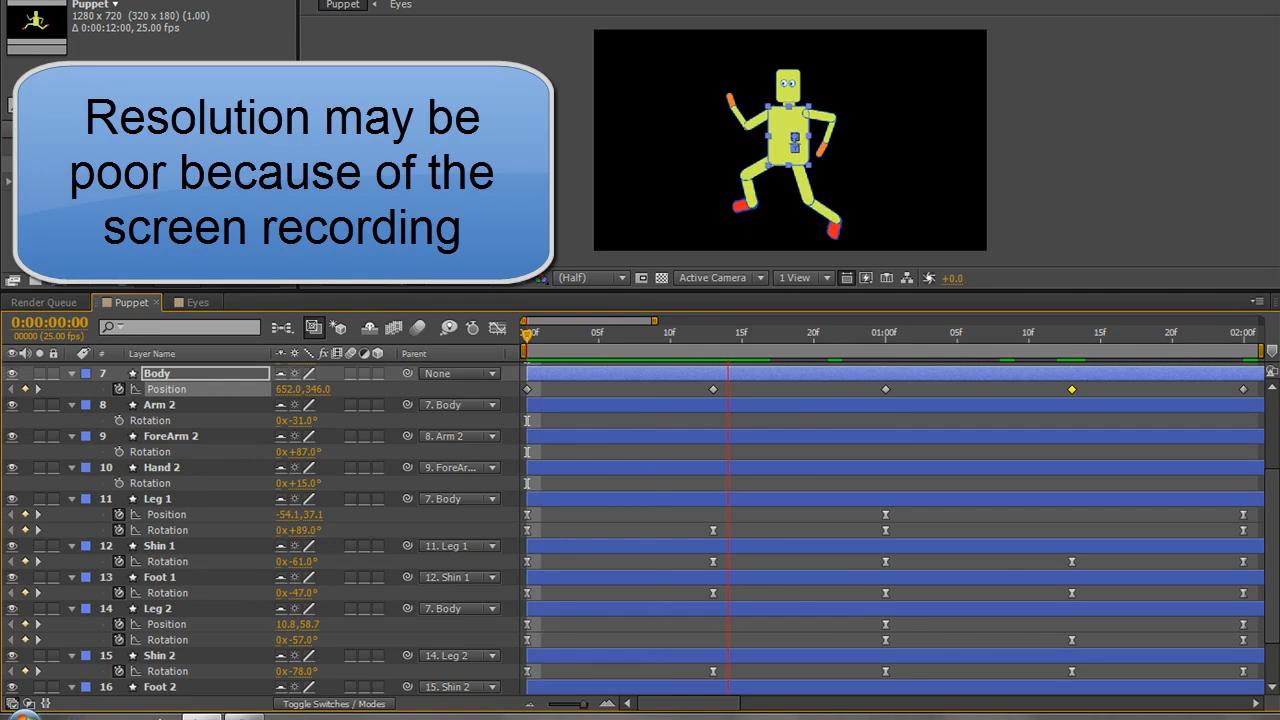 Puppet
1280 x 720 (320 x 180) (1.00)
Δ 0:00:12:00, 25.00 fps
Puppet Eyes
Resolution may be
poor because of the
screen recording
(Half) Active Camera 1 View +0.0
Render Queue Puppet Eyes
0:00:00:00
00000 (25.00 fps)
05f 10f 15f 20f 01:00f 05f 10f 15f 20f 02:00f
# Layer Name Parent
7 Body None
Position 652.0,346.0
8 Arm 2 7. Body
Rotation 0x-31.0°
9 ForeArm 2 8. Arm 2
Rotation 0x+87.0°
10 Hand 2 9. ForeAr...
Rotation 0x+15.0°
11 Leg 1 7. Body
Position -54.1,37.1
Rotation 0x+89.0°
12 Shin 1 11. Leg 1
Rotation 0x-61.0°
13 Foot 1 12. Shin 1
Rotation 0x-47.0°
14 Leg 2 7. Body
Position 10.8,58.7
Rotation 0x-57.0°
15 Shin 2 14. Leg 2
Rotation 0x-78.0°
16 Foot 2 15. Shin 2
Toggle Switches / Modes